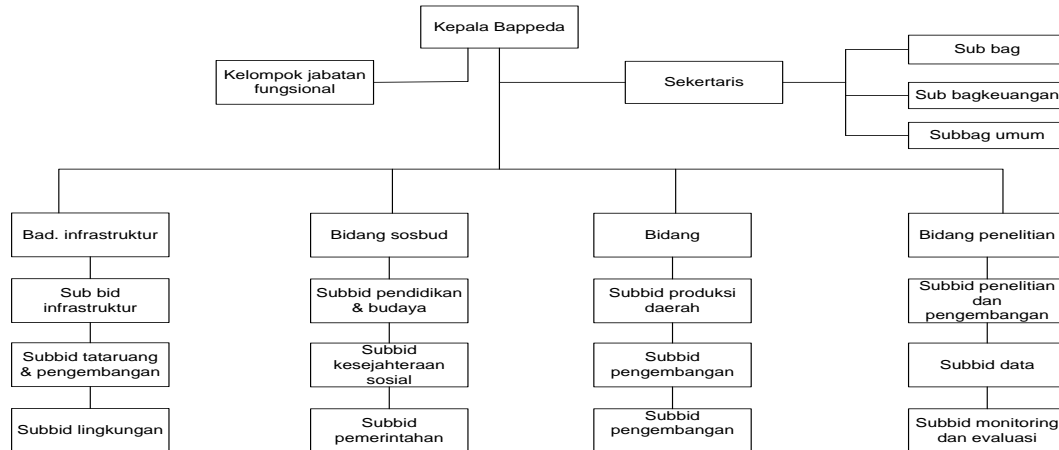 Kepala Bappeda
Kelompok jabatan
fungsional
Sekertaris
Sub bag
Sub bagkeuangan
Subbag umum
Bad. infrastruktur
Bidang sosbud
Bidang
Bidang penelitian
Sub bid
infrastruktur
Subbid pendidikan
& budaya
Subbid produksi
daerah
Subbid penelitian
dan
pengembangan
Subbid tataruang
& pengembangan
Subbid
kesejahteraan
sosial
Subbid
pengembangan
Subbid data
Subbid lingkungan
Subbid
pemerintahan
Subbid
pengembangan
Subbid monitoring
dan evaluasi